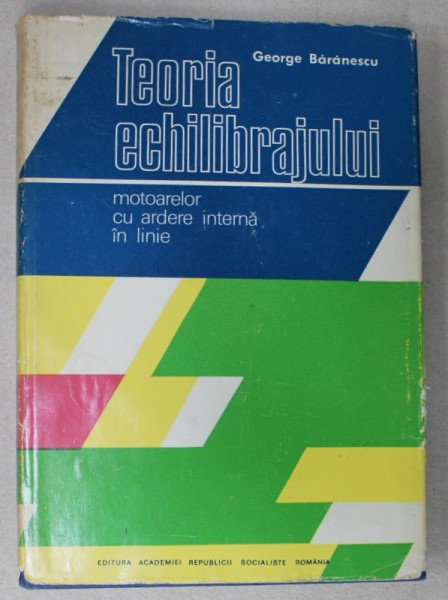 George Bărănescu
Teoria
echilibrajului
motoarelor
cu ardere internă
în linie
EDITURA ACADEMIEI REPUBLICII SOCIALISTE ROMÂNIA